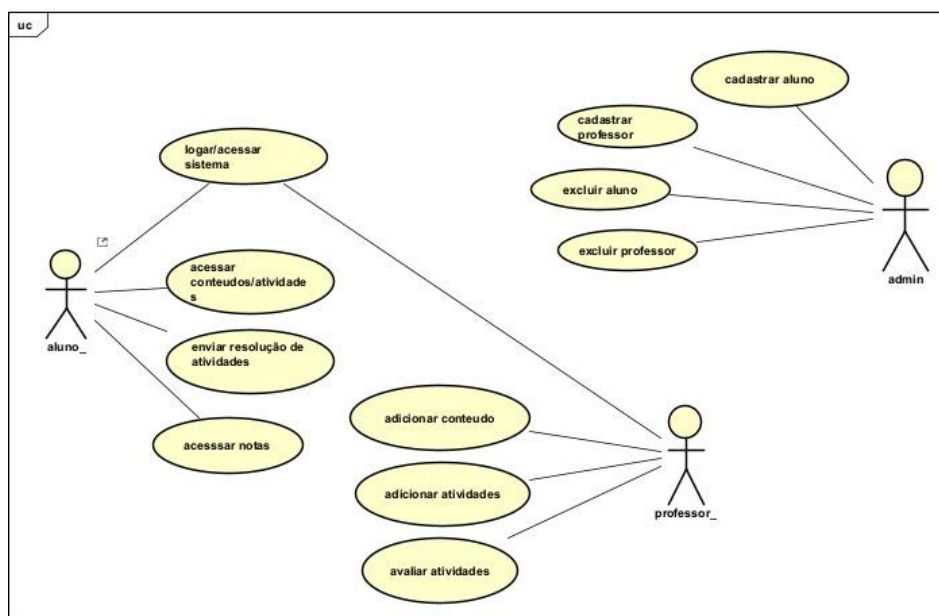 uc
cadastrar aluno
cadastrar
professor
logar/acessar
sistema
excluir aluno
excluir professor
admin
acessar
conteudos/atividade
s
aluno_
enviar resolução de
atividades
acesssar notas
adicionar conteudo
adicionar atividades
professor_
avaliar atividades